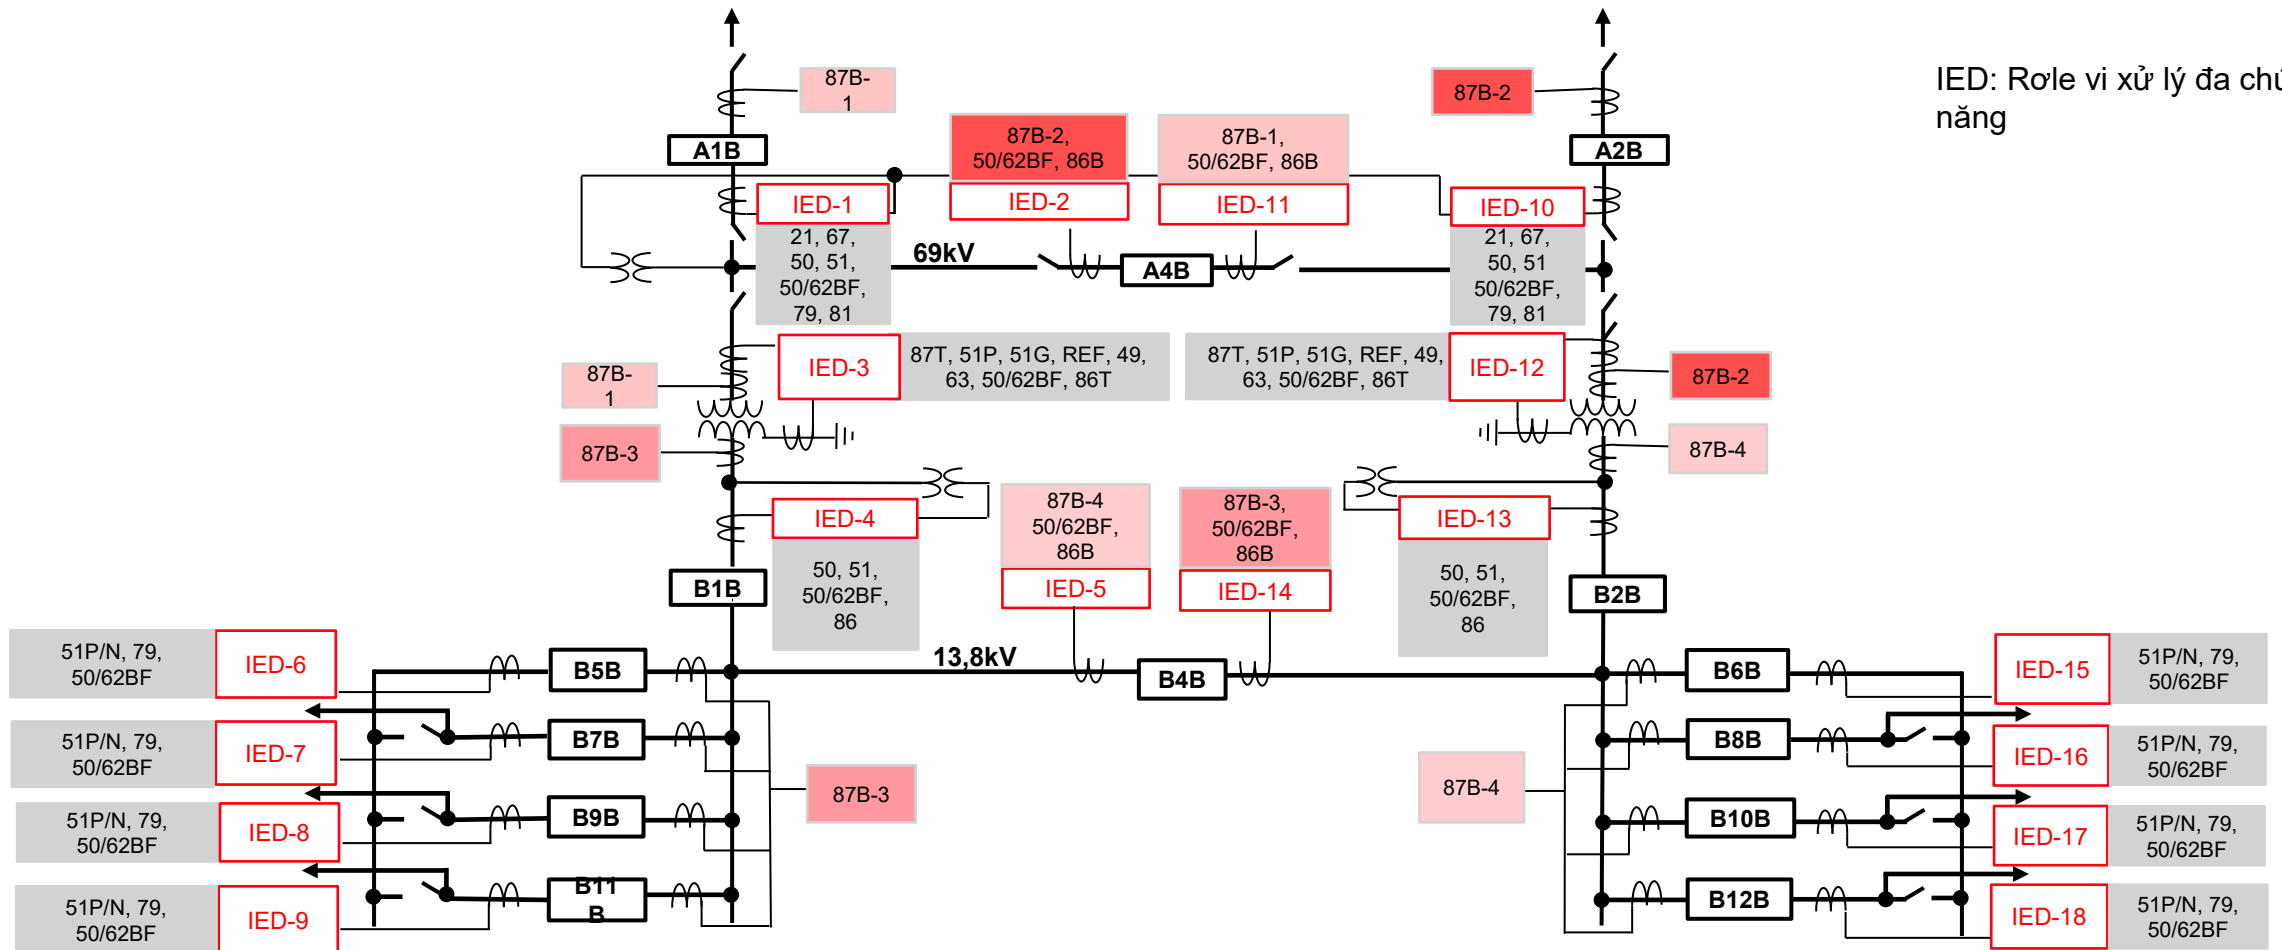 87B-
1
87B-2
IED: Rơle vi xử lý đa chứ
năng
A1B
87B-2,
50/62BF, 86B
87B-1,
50/62BF, 86B
A2B
IED-1
IED-2
IED-11
IED-10
21, 67,
50, 51,
50/62BF,
79, 81
69kV
A4B
21, 67,
50, 51
50/62BF,
79, 81
87B-
1
IED-3
87T, 51P, 51G, REF, 49,
63, 50/62BF, 86T
87T, 51P, 51G, REF, 49,
63, 50/62BF, 86T
IED-12
87B-2
87B-3
87B-4
IED-4
87B-4
50/62BF,
86B
87B-3,
50/62BF,
86B
IED-13
B1B
50, 51,
50/62BF,
86
IED-5
IED-14
50, 51,
50/62BF,
86
B2B
51P/N, 79,
50/62BF
IED-6
B5B
13,8kV
B4B
B6B
IED-15
51P/N, 79,
50/62BF
51P/N, 79,
50/62BF
IED-7
B7B
B8B
IED-16
51P/N, 79,
50/62BF
87B-3
87B-4
51P/N, 79,
50/62BF
IED-8
B9B
B10B
IED-17
51P/N, 79,
50/62BF
51P/N, 79,
50/62BF
IED-9
B11
B
B12B
IED-18
51P/N, 79,
50/62BF